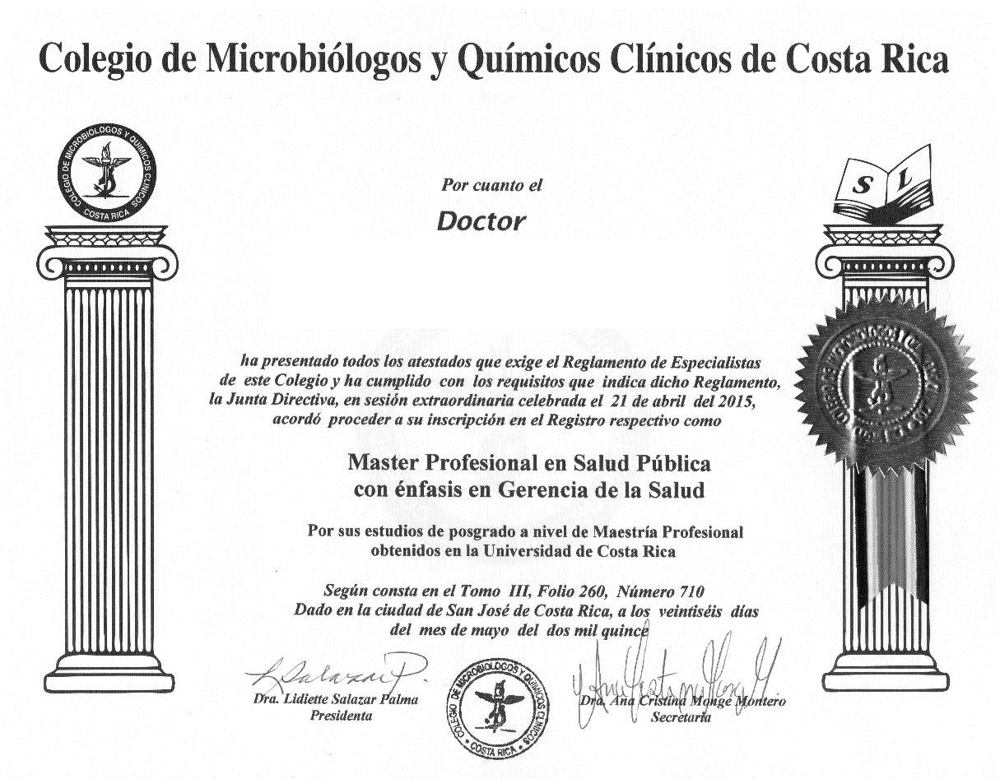 Colegio de Microbiólogos y Químicos Clínicos de Costa Rica
COLEGIO DE MICROBIOLOGOS Y QUIMICOS CLINICOS
COSTA RICA
S L
Por cuanto el
Doctor
ha presentado todos los atestados que exige el Reglamento de Especialistas
de este Colegio y ha cumplido con los requisitos que indica dicho Reglamento,
la Junta Directiva, en sesión extraordinaria celebrada el 21 de abril del 2015,
acordó proceder a su inscripción en el Registro respectivo como
Master Profesional en Salud Pública
con énfasis en Gerencia de la Salud
Por sus estudios de posgrado a nivel de Maestría Profesional
obtenidos en la Universidad de Costa Rica
Según consta en el Tomo III, Folio 260, Número 710
Dado en la ciudad de San José de Costa Rica, a los veintiséis días
del mes de mayo del dos mil quince
Dra. Lidiette Salazar Palma
Presidenta
COLEGIO DE MICROBIOLOGOS Y QUIMICOS CLINICOS
• COSTA RICA •
Dra. Ana Cristina Monge Montero
Secretaria